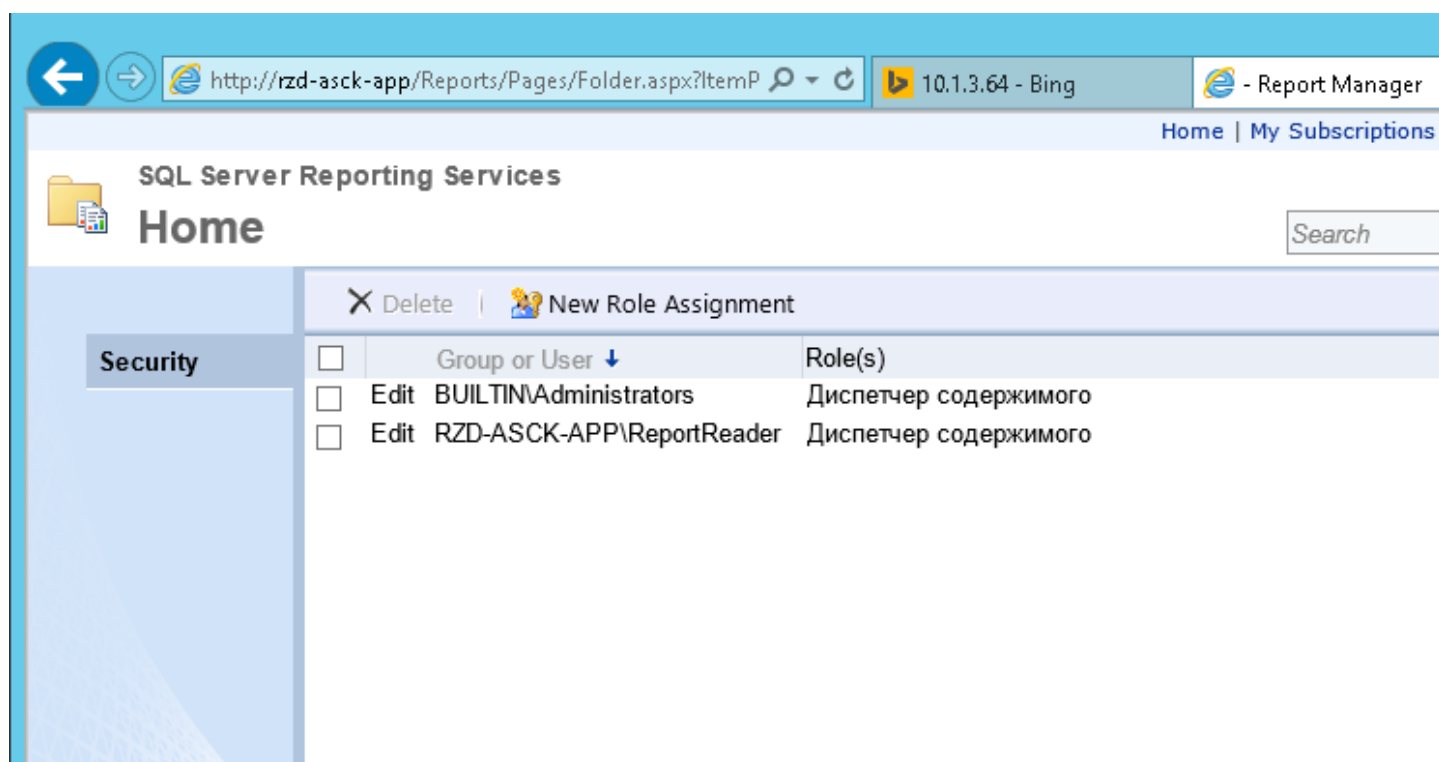 http://rzd-asck-app/Reports/Pages/Folder.aspx?ItemP
10.1.3.64 - Bing
- Report Manager
Home | My Subscriptions
SQL Server Reporting Services
Home
Search
Delete | New Role Assignment
Security
Group or User Role(s)
Edit BUILTIN\Administrators Диспетчер содержимого
Edit RZD-ASCK-APP\ReportReader Диспетчер содержимого